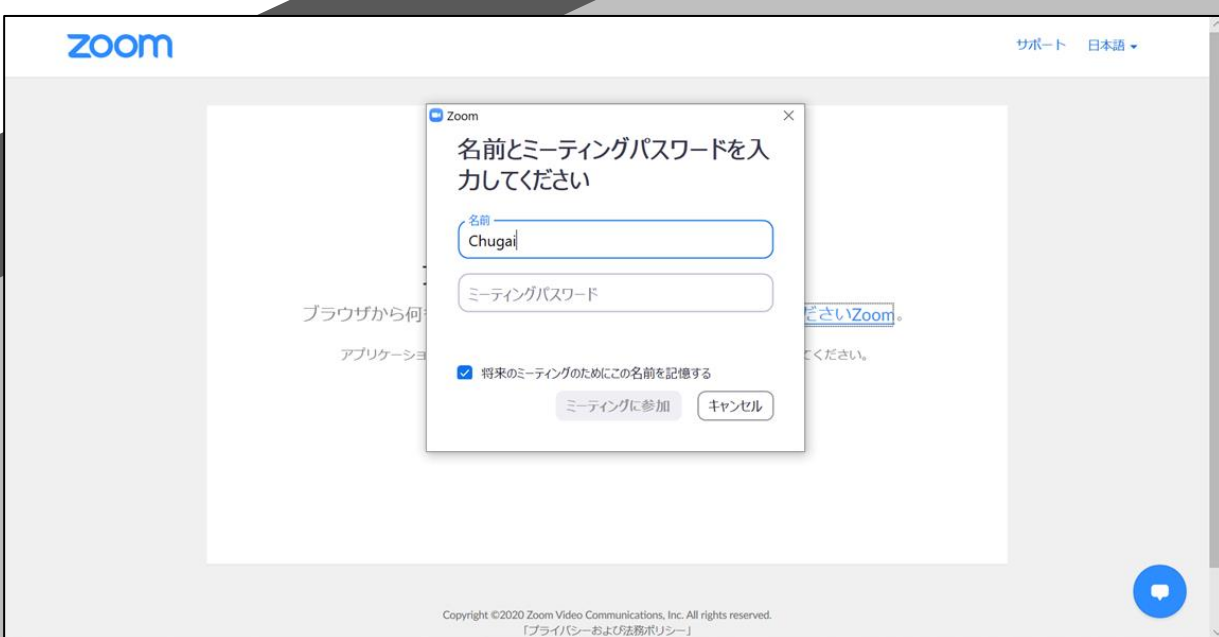 zoom
サポート 日本語
Zoom
名前とミーティングパスワードを入
力してください
名前
Chugai
ミーティングパスワード
ブラウザから何
ださいZoom。
アプリケーショ
てください。
将来のミーティングのためにこの名前を記憶する
ミーティングに参加 キャンセル
Copyright ©2020 Zoom Video Communications, Inc. All rights reserved.
「プライバシーおよび法務ポリシー」